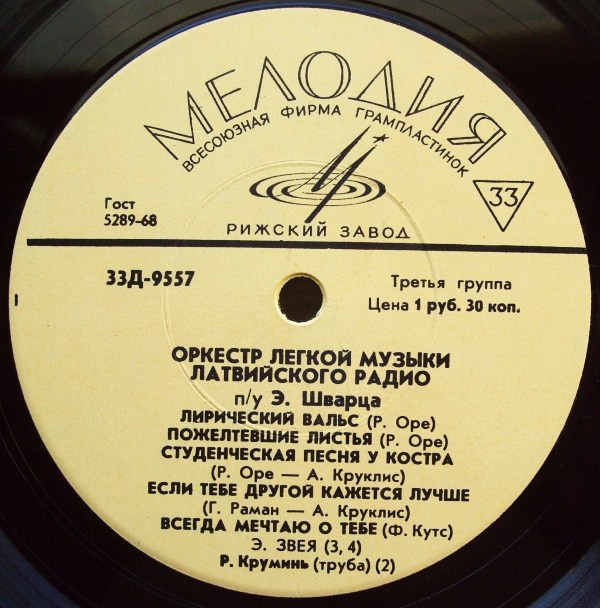 МЕЛОДИЯ
ВСЕСОЮЗНАЯ ФИРМА ГРАМПЛАСТИНОК
33
Гост
5289-68
РИЖСКИЙ ЗАВОД
33Д-9557
Третья группа
Цена 1 руб. 30 коп.
ОРКЕСТР ЛЕГКОЙ МУЗЫКИ
ЛАТВИЙСКОГО РАДИО
п/у Э. Шварца
ЛИРИЧЕСКИЙ ВАЛЬС (Р. Оре)
ПОЖЕЛТЕВШИЕ ЛИСТЬЯ (Р. Оре)
СТУДЕНЧЕСКАЯ ПЕСНЯ У КОСТРА
(Р. Оре — А. Круклис)
ЕСЛИ ТЕБЕ ДРУГОЙ КАЖЕТСЯ ЛУЧШЕ
(Г. Раман — А. Круклис)
ВСЕГДА МЕЧТАЮ О ТЕБЕ (Ф. Кутс)
Э. ЗВЕЯ (3, 4)
Р. Круминь (труба) (2)